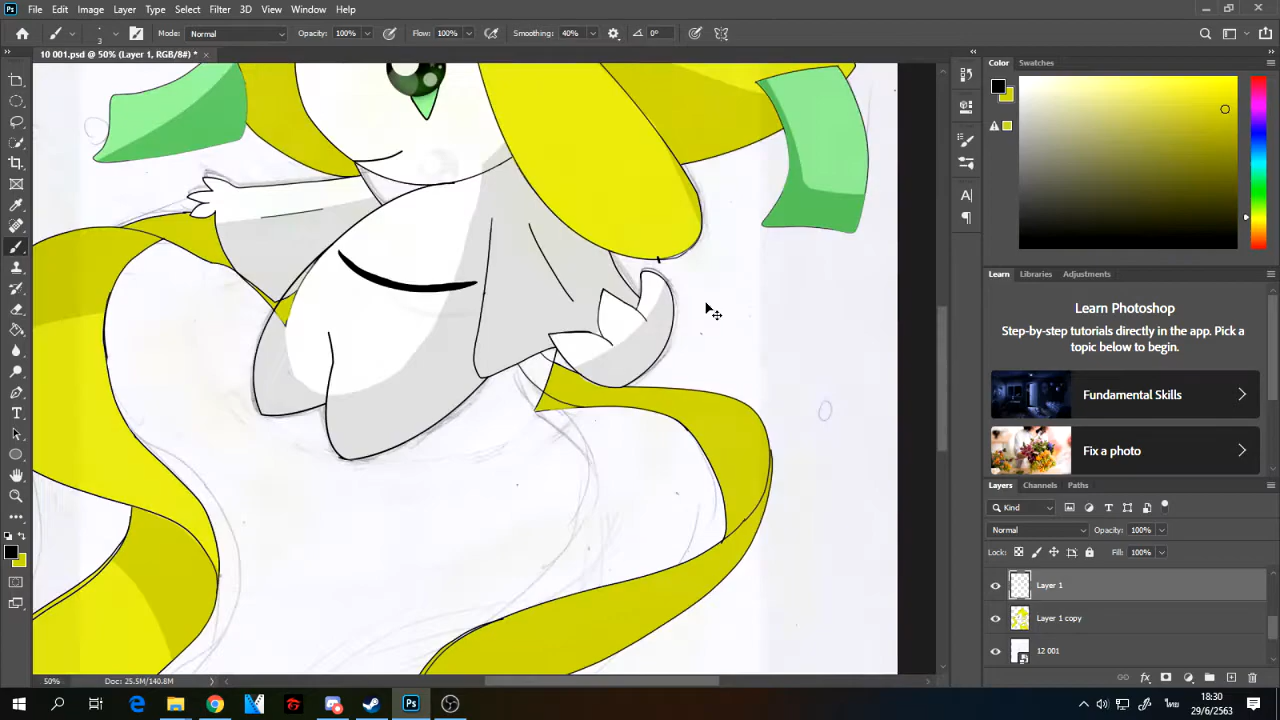 Ps File Edit Image Layer Type Select Filter 3D View Window Help
3 Mode: Normal Opacity: 100% Flow: 100% Smoothing: 40% 0°
10 001.psd @ 50% (Layer 1, RGB/8#) * ×
Color Swatches
Learn Libraries Adjustments
Learn Photoshop
Step-by-step tutorials directly in the app. Pick a
topic below to begin.
Fundamental Skills
Fix a photo
Layers Channels Paths
Kind
Normal Opacity: 100%
Lock: Fill: 100%
Layer 1
Layer 1 copy
12 001
50% Doc: 25.5M/140.8M
Ps 18:30
29/6/2563